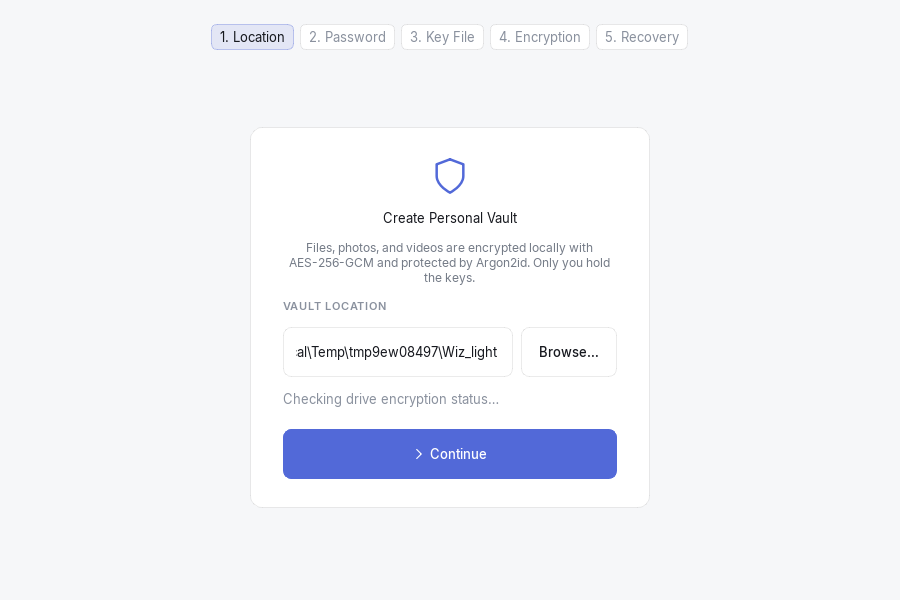 1. Location 2. Password 3. Key File 4. Encryption 5. Recovery
Create Personal Vault
Files, photos, and videos are encrypted locally with
AES-256-GCM and protected by Argon2id. Only you hold
the keys.
VAULT LOCATION
al\Temp\tmp9ew08497\Wiz_light Browse...
Checking drive encryption status...
Continue